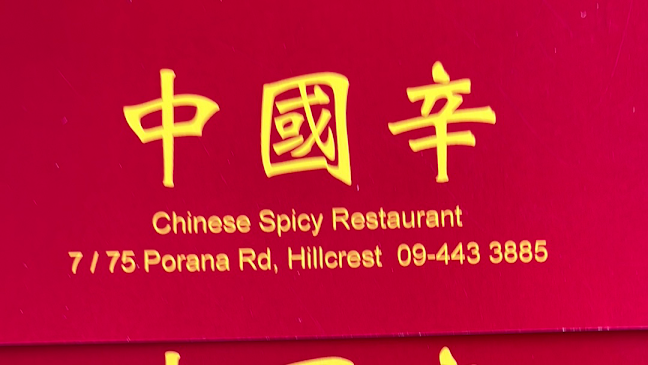 中國辛
Chinese Spicy Restaurant
7 / 75 Porana Rd, Hillcrest 09-443 3885